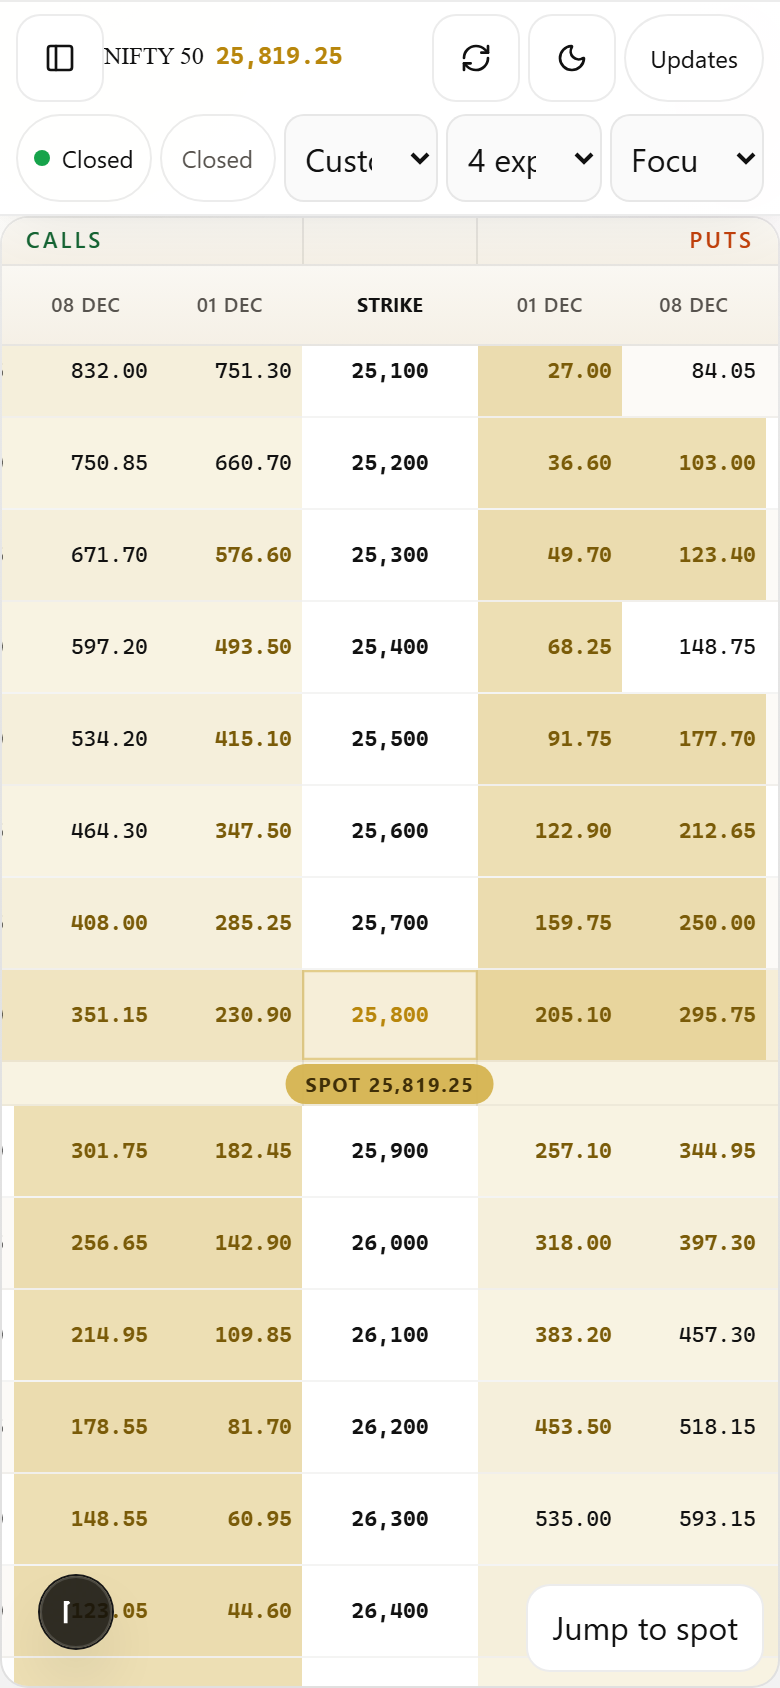 NIFTY 50 25,819.25 Updates
Closed Closed 4 exp Focu
CALLS PUTS
08 DEC 01 DEC STRIKE 01 DEC 08 DEC
832.00 751.30 25,100 27.00 84.05
750.85 660.70 25,200 36.60 103.00
671.70 576.60 25,300 49.70 123.40
597.20 493.50 25,400 68.25 148.75
534.20 415.10 25,500 91.75 177.70
464.30 347.50 25,600 122.90 212.65
408.00 285.25 25,700 159.75 250.00
351.15 230.90 25,800 205.10 295.75
SPOT 25,819.25
301.75 182.45 25,900 257.10 344.95
256.65 142.90 26,000 318.00 397.30
214.95 109.85 26,100 383.20 457.30
178.55 81.70 26,200 453.50 518.15
148.55 60.95 26,300 535.00 593.15
123.05 44.60 26,400
Jump to spot